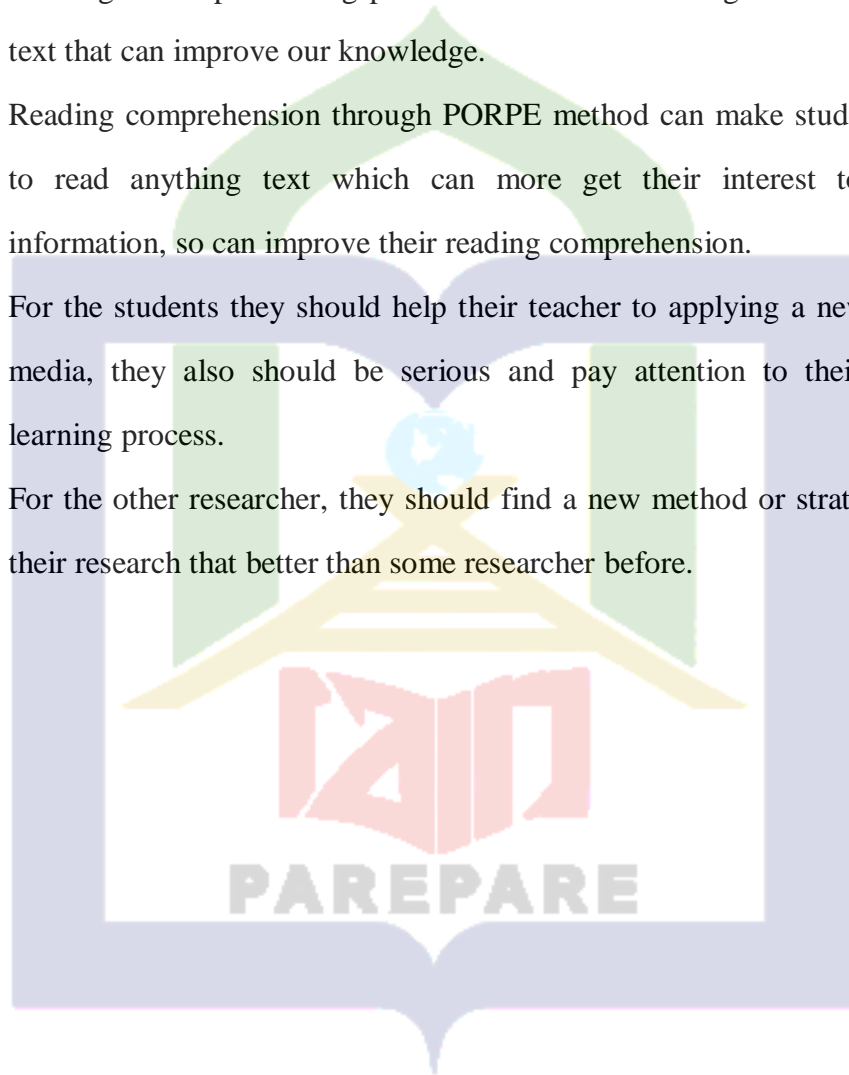 text that can improve our knowledge.
Reading comprehension through PORPE method can make stud
to read anything text which can more get their interest to
information, so can improve their reading comprehension.
For the students they should help their teacher to applying a new
media, they also should be serious and pay attention to their
learning process.
For the other researcher, they should find a new method or strat
their research that better than some researcher before.
PAREPARE